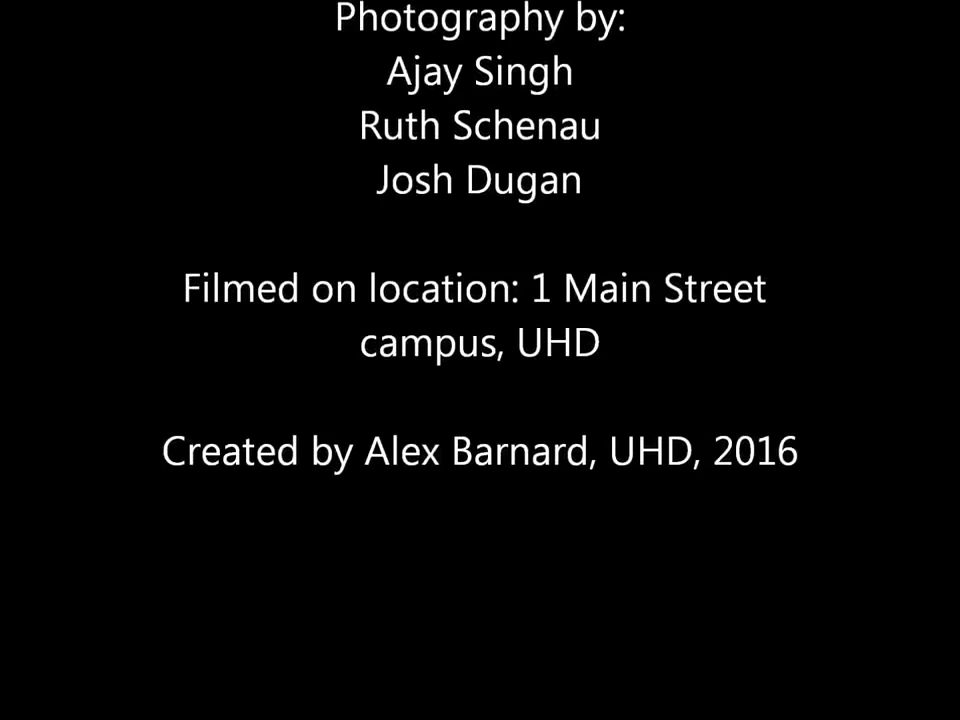 Photography by:
Ajay Singh
Ruth Schenau
Josh Dugan
Filmed on location: 1 Main Street
campus, UHD
Created by Alex Barnard, UHD, 2016